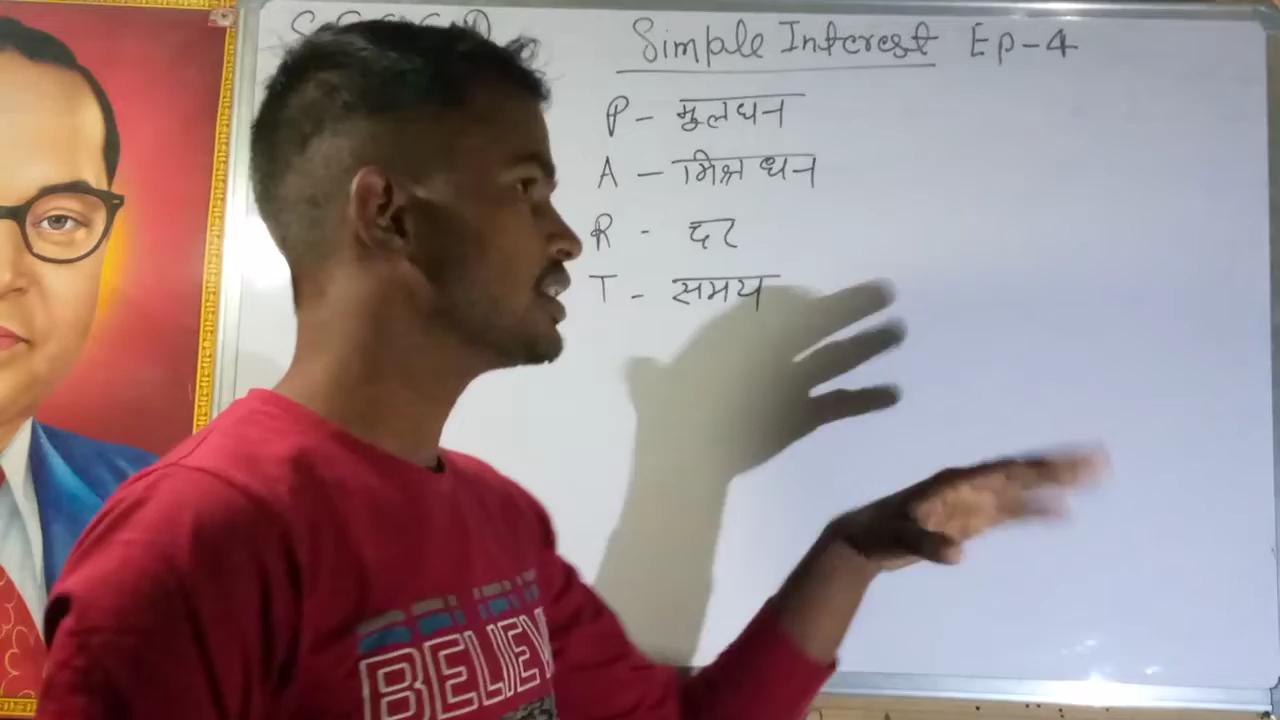 Simple Interest Ep-4
P - मुलधन
A - मिश्रधन
R - दर
T - समय
BELIEV